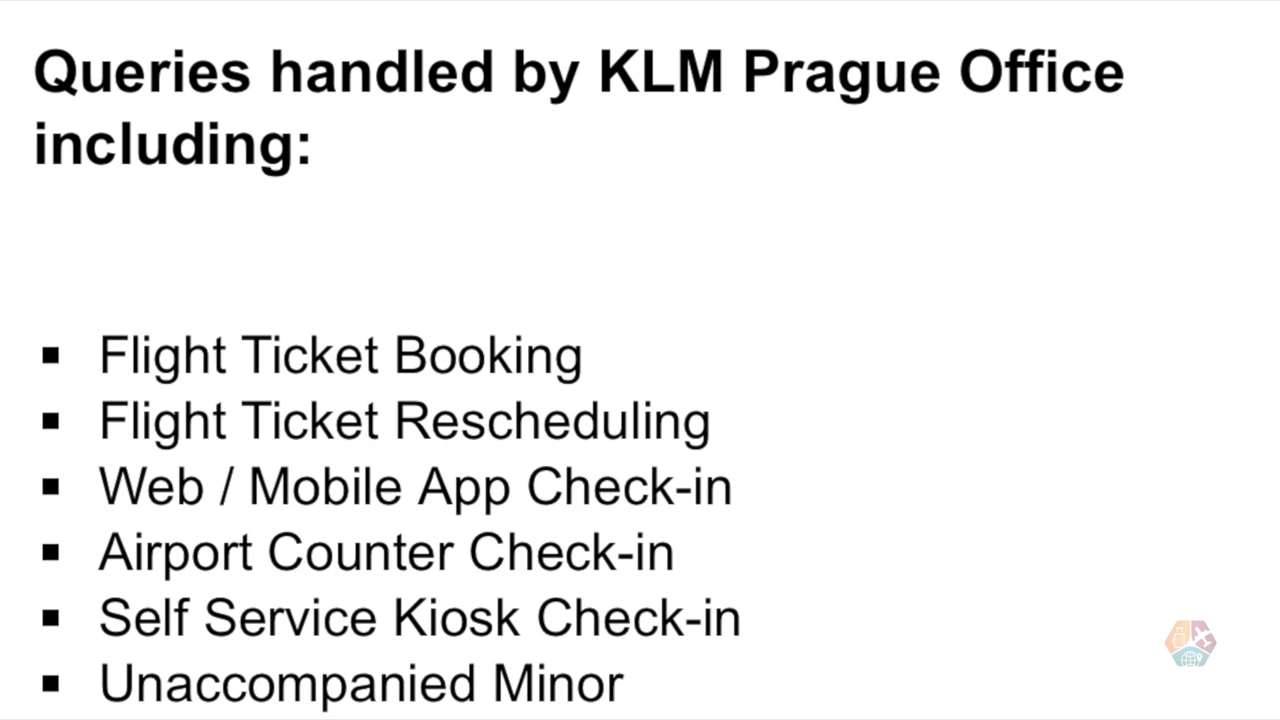 Queries handled by KLM Prague Office
including:
▪ Flight Ticket Booking
▪ Flight Ticket Rescheduling
▪ Web / Mobile App Check-in
▪ Airport Counter Check-in
▪ Self Service Kiosk Check-in
▪ Unaccompanied Minor